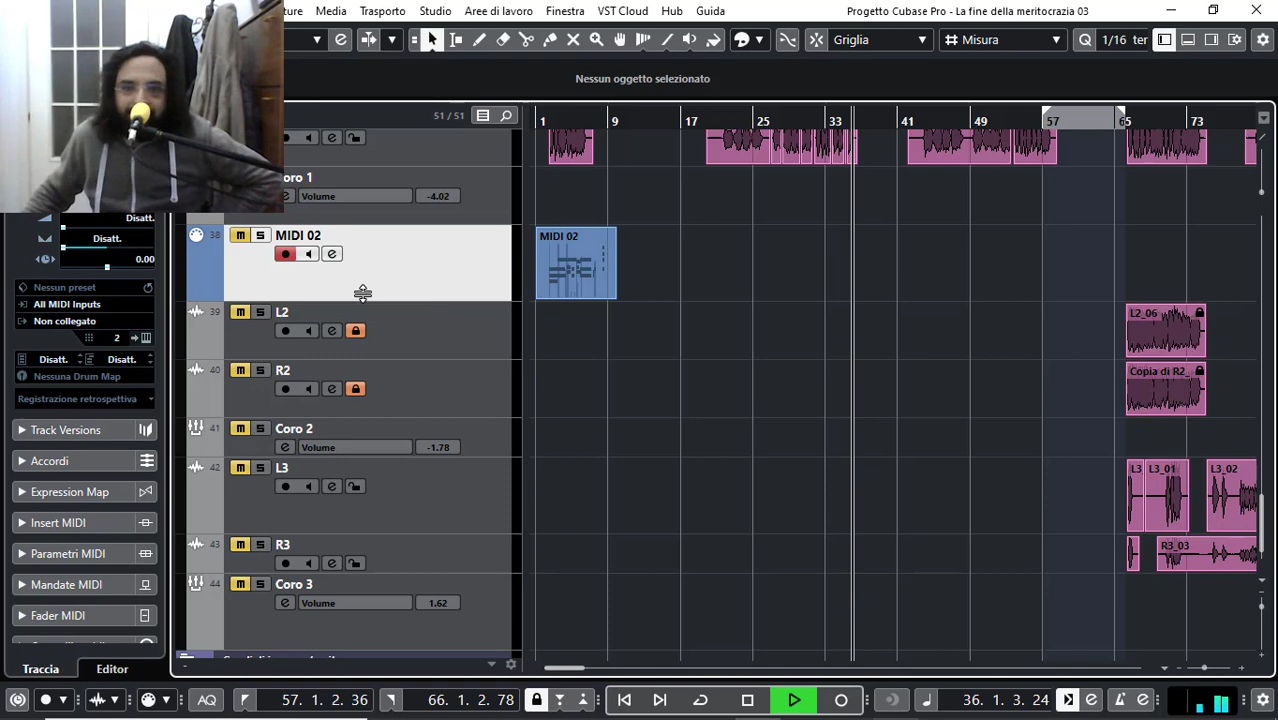 ture Media Trasporto Studio Aree di lavoro Finestra VST Cloud Hub Guida Progetto Cubase Pro - La fine della meritocrazia 03
Griglia Misura 1/16 ter
Nessun oggetto selezionato
51 / 51 1 9 17 25 33 41 49 57 65 73
oro 1
Volume -4.02
Disatt.
Disatt.
0.00
Nessun preset
All MIDI Inputs
Non collegato
2
Disatt. Disatt.
Nessuna Drum Map
Registrazione retrospettiva
Track Versions
Accordi
Expression Map
Insert MIDI
Parametri MIDI
Mandate MIDI
Fader MIDI
Traccia Editor
38 m S MIDI 02
MIDI 02
39 m S L2
L2_06
40 m S R2
Copia di R2_
41 m S Coro 2
Volume -1.78
42 m S L3
L3 L3_01 L3_02
43 m S R3
R3_03
44 m S Coro 3
Volume 1.62
AQ 57. 1. 2. 36 66. 1. 2. 78 36. 1. 3. 24